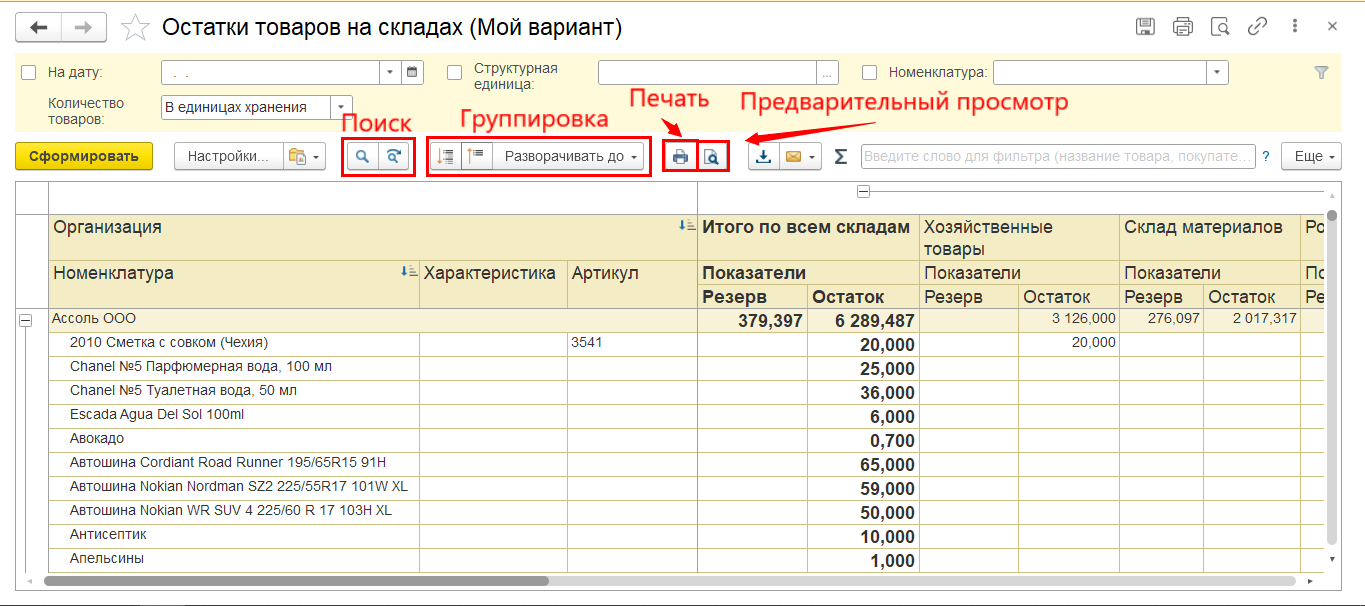 Остатки товаров на складах (Мой вариант)
На дату: . . Структурная единица: ... Номенклатура:
Количество товаров: В единицах хранения
Поиск Группировка Печать Предварительный просмотр
Сформировать Настройки... Разворачивать до Σ Введите слово для фильтра (название товара, покупате... ? Еще
Организация Итого по всем складам Хозяйственные товары Склад материалов Ро
Номенклатура Характеристика Артикул Показатели Показатели Показатели По
Резерв Остаток Резерв Остаток Резерв Остаток Ре
Ассоль ООО 379,397 6 289,487 3 126,000 276,097 2 017,317
2010 Сметка с совком (Чехия) 3541 20,000 20,000
Chanel №5 Парфюмерная вода, 100 мл 25,000
Chanel №5 Туалетная вода, 50 мл 36,000
Escada Agua Del Sol 100ml 6,000
Авокадо 0,700
Автошина Cordiant Road Runner 195/65R15 91H 65,000
Автошина Nokian Nordman SZ2 225/55R17 101W XL 59,000
Автошина Nokian WR SUV 4 225/60 R 17 103H XL 50,000
Антисептик 10,000
Апельсины 1,000